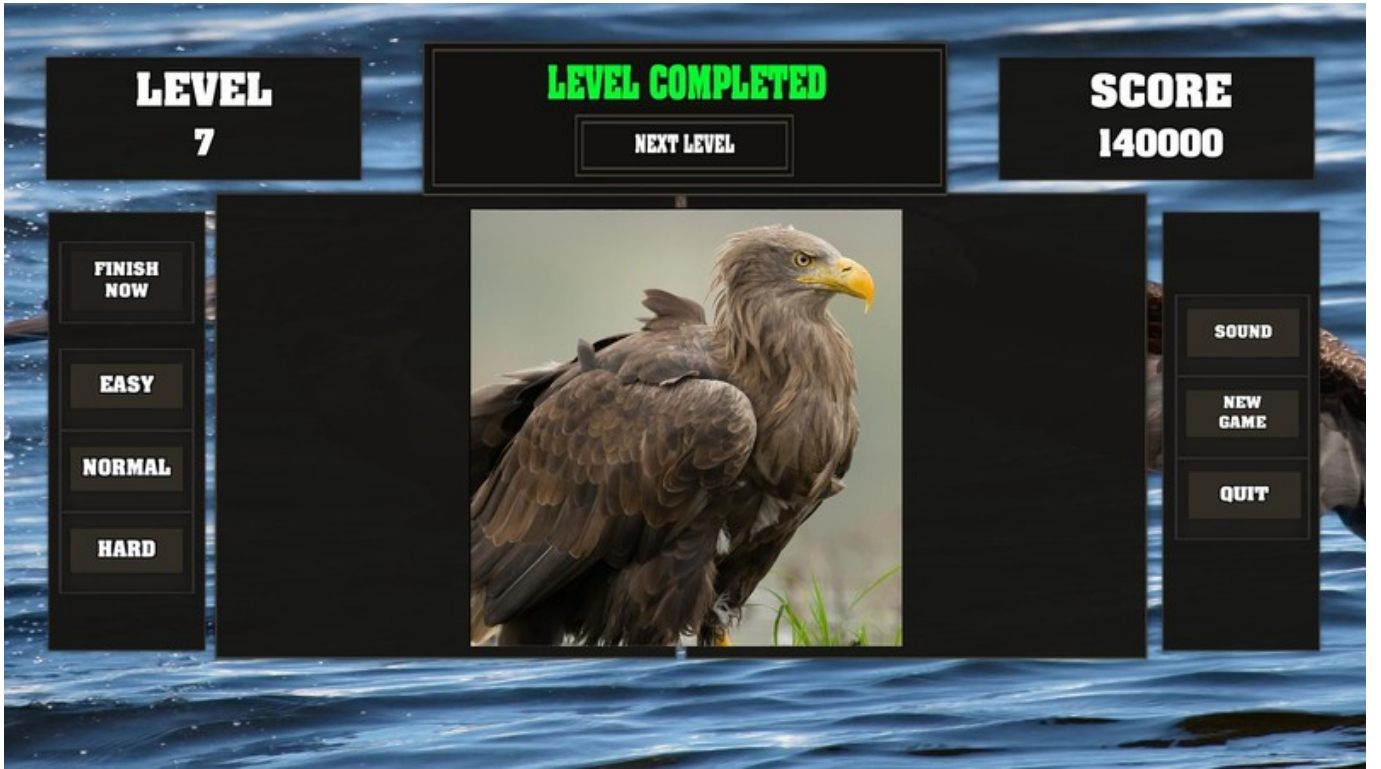 LEVEL
7
LEVEL COMPLETED
NEXT LEVEL
SCORE
140000
FINISH
NOW
EASY
NORMAL
HARD
SOUND
NEW
GAME
QUIT